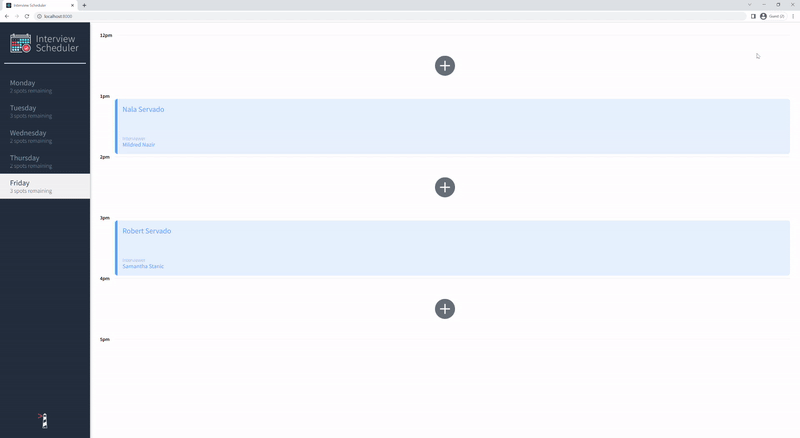 Interview Scheduler
localhost:8000
Guest (2)
Interview
Scheduler
Monday
2 spots remaining
Tuesday
3 spots remaining
Wednesday
2 spots remaining
Thursday
2 spots remaining
Friday
3 spots remaining
12pm
1pm
Nala Servado
Mildred Nazir
2pm
3pm
Robert Servado
Samantha Stanic
4pm
5pm